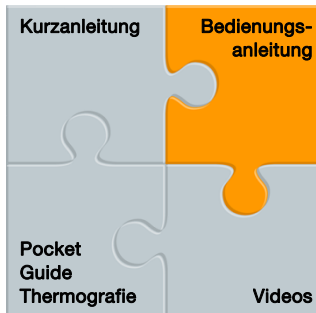 Kurzanleitung
Bedienungs-
anleitung
Pocket
Guide
Thermografie
Videos